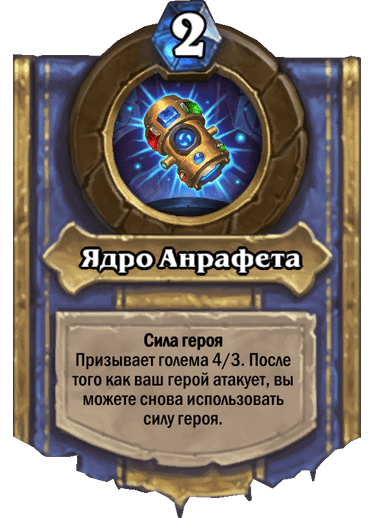 2
Ядро Анрафета
Сила героя
Призывает голема 4/3. После
того как ваш герой атакует, вы
можете снова использовать
силу героя.